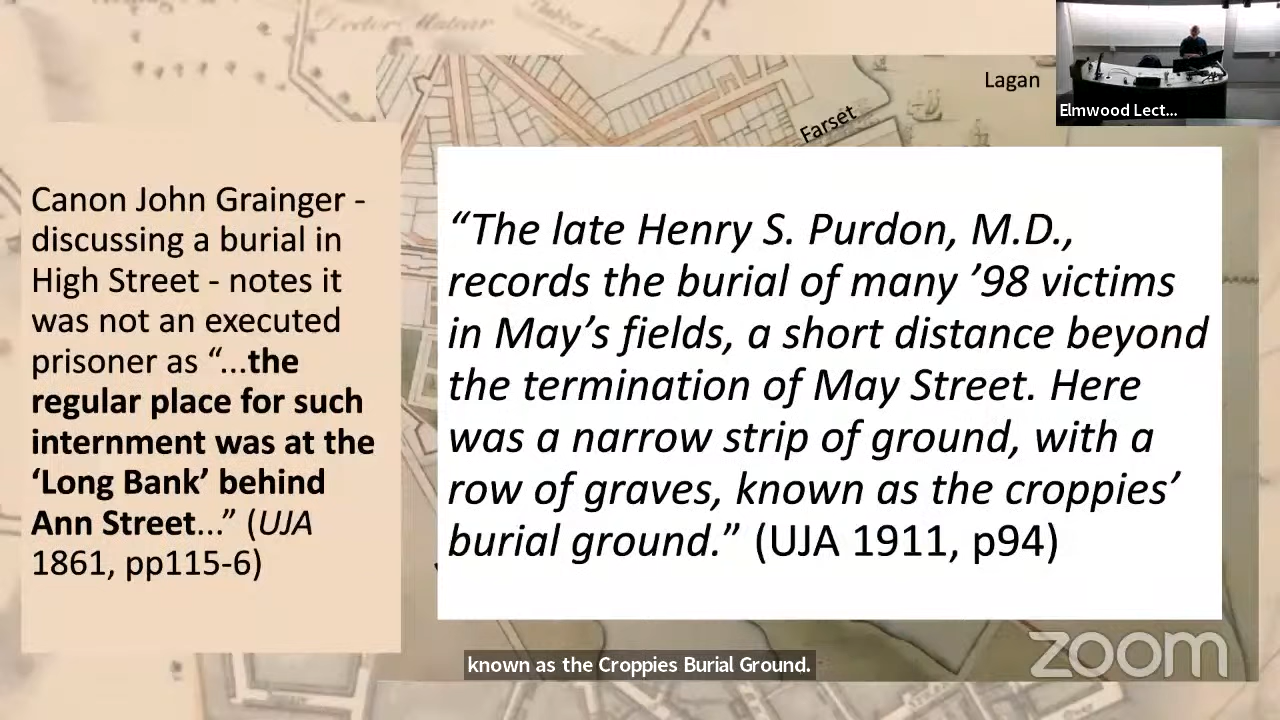 Doctor Matear
Lagan
Farset
Elmwood Lect...
Canon John Grainger -
discussing a burial in
High Street - notes it
was not an executed
prisoner as “...the
regular place for such
internment was at the
‘Long Bank’ behind
Ann Street...” (UJA
1861, pp115-6)
“The late Henry S. Purdon, M.D.,
records the burial of many ’98 victims
in May’s fields, a short distance beyond
the termination of May Street. Here
was a narrow strip of ground, with a
row of graves, known as the croppies’
burial ground.” (UJA 1911, p94)
zoom
known as the Croppies Burial Ground.